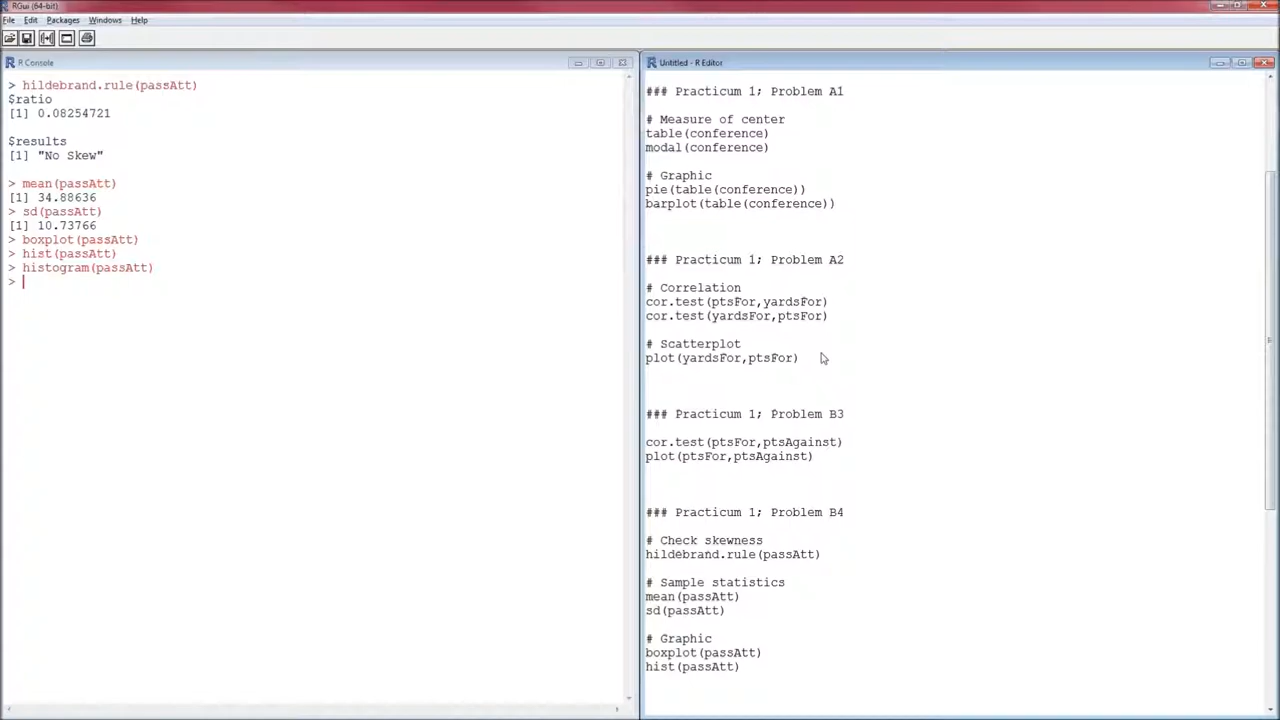 RGui (64-bit)
File Edit Packages Windows Help
R Console
> hildebrand.rule(passAtt)
$ratio
[1] 0.08254721
$results
[1] "No Skew"
> mean(passAtt)
[1] 34.88636
> sd(passAtt)
[1] 10.73766
> boxplot(passAtt)
> hist(passAtt)
> histogram(passAtt)
>
Untitled - R Editor
### Practicum 1; Problem A1
# Measure of center
table(conference)
modal(conference)
# Graphic
pie(table(conference))
barplot(table(conference))
### Practicum 1; Problem A2
# Correlation
cor.test(ptsFor,yardsFor)
cor.test(yardsFor,ptsFor)
# Scatterplot
plot(yardsFor,ptsFor)
### Practicum 1; Problem B3
cor.test(ptsFor,ptsAgainst)
plot(ptsFor,ptsAgainst)
### Practicum 1; Problem B4
# Check skewness
hildebrand.rule(passAtt)
# Sample statistics
mean(passAtt)
sd(passAtt)
# Graphic
boxplot(passAtt)
hist(passAtt)